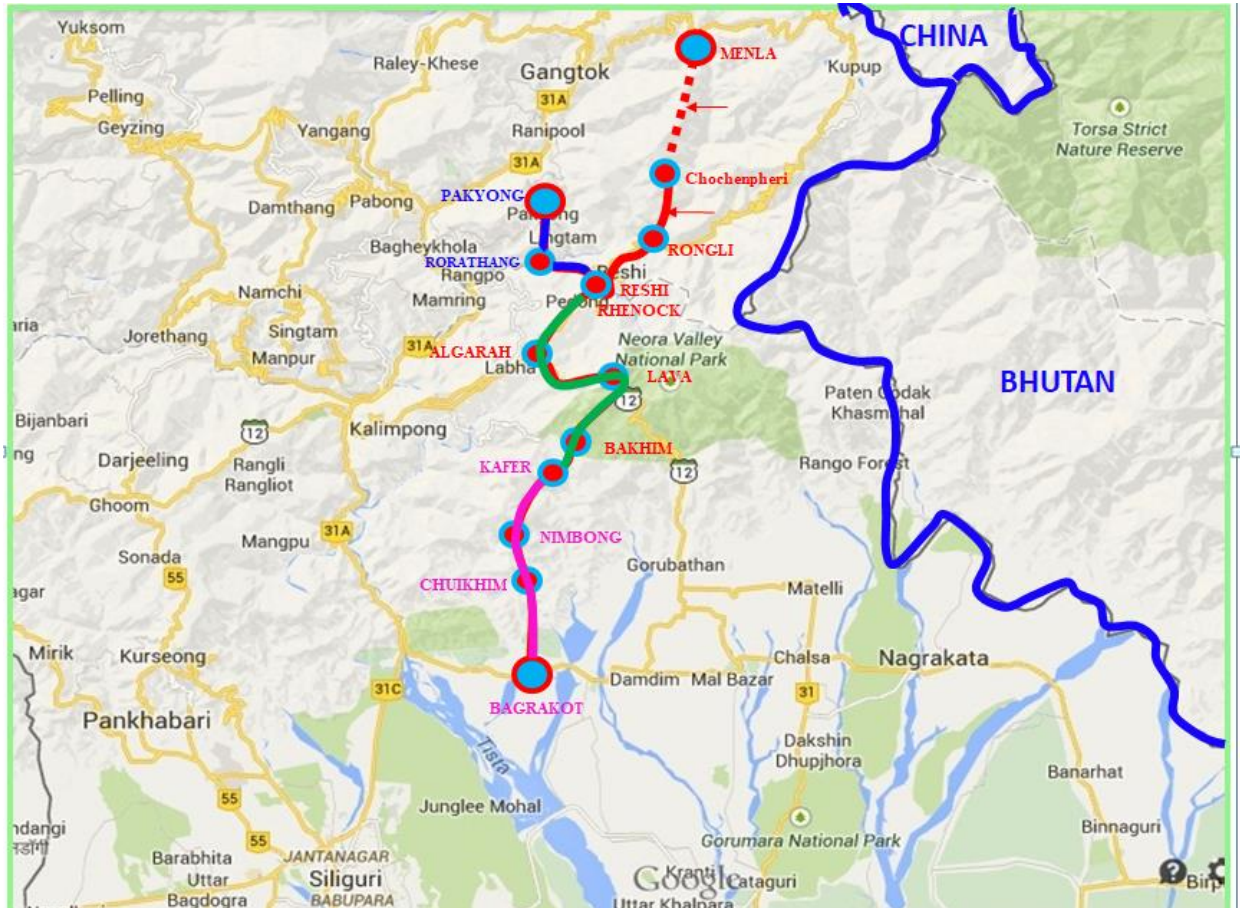 CHINA
Yuksom
MENLA
Raley-Khese
Kupup
Gangtok
Pelling
31A
Geyzing
Yangang
Ranipool
Torsa Strict
Nature Reserve
31A
Chochenpheri
PAKYONG
Damthang
Pabong
Lingtam
Bagheykhola
RONGLI
RORATHANG
Rangpo
Reshi
Namchi
Mamring
RESHI
RHENOCK
Singtam
Jorethang
Neora Valley
National Park
31A
ALGARAH
Manpur
Labha
LAVA
BHUTAN
12
Paten Godak
Khasmahal
Bijanbari
12
Kalimpong
BAKHIM
Darjeeling
Rangli
Rangliot
KAFER
12
Rango Forest
Ghoom
31A
Mangpu
NIMBONG
Sonada
Gorubathan
55
CHUIKHIM
Matelli
Mirik
Kurseong
Chalsa
Nagrakata
31C
Damdim
Mal Bazar
31
BAGRAKOT
Pankhabari
Tista
Dakshin
Dhupjhora
Banarhat
55
Junglee Mohal
Binnaguri
55
Gorumara National Park
Barabhita
Uttar
Bagdogra
JANTANAGAR
Siliguri
BABUPARA
Kranti
Google
Uttar Khalpara